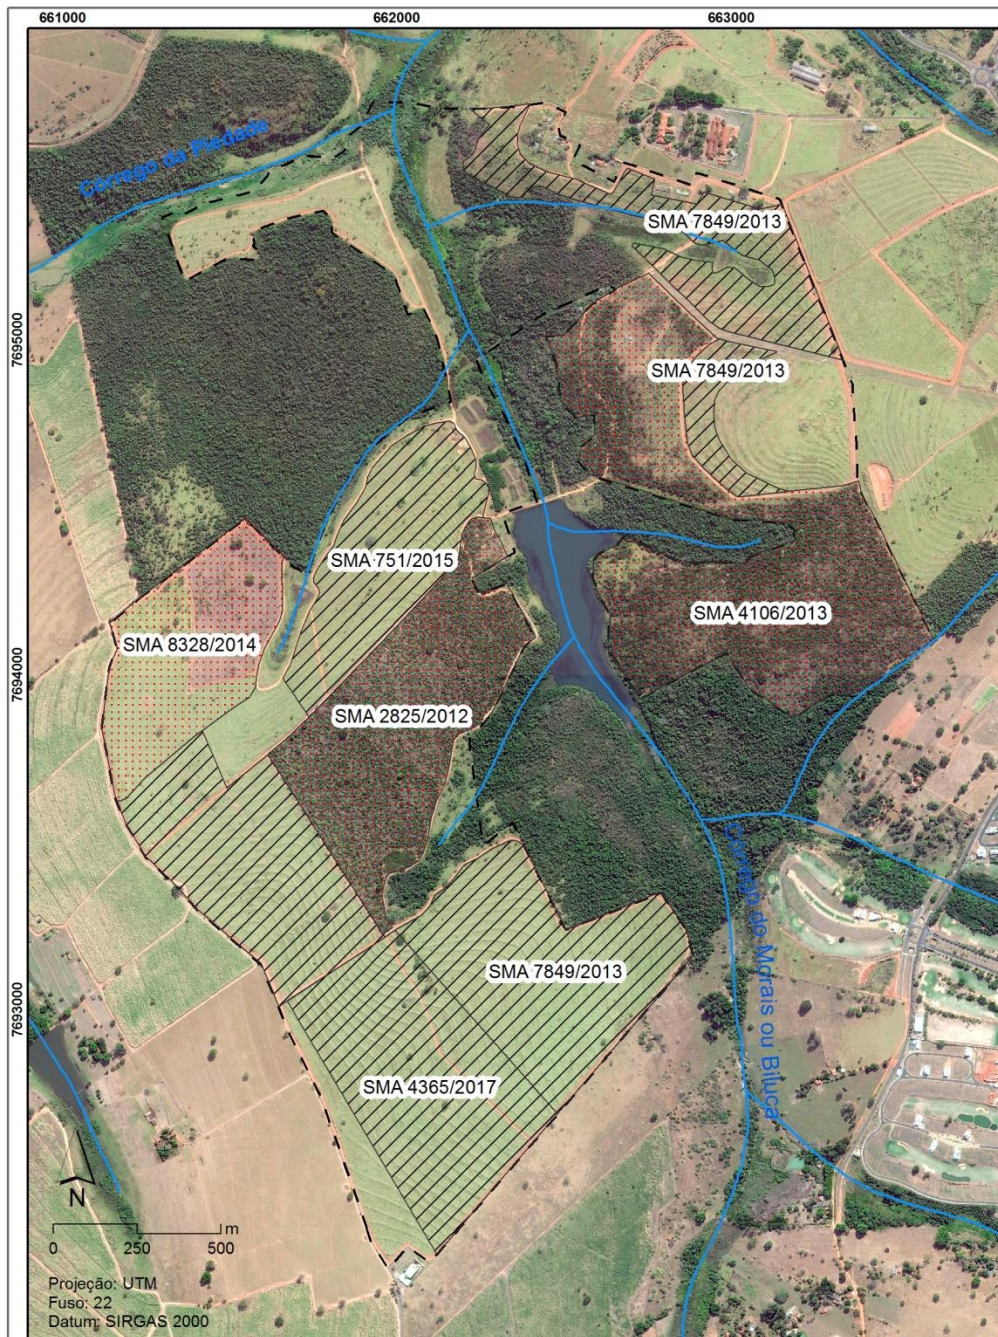 661000
662000
663000
Córrego da Piedade
SMA 7849/2013
7695000
SMA 7849/2013
SMA 751/2015
SMA 4106/2013
SMA 8328/2014
7694000
SMA 2825/2012
Córrego do Morais ou Biluca
SMA 7849/2013
7693000
SMA 4365/2017
N
m
0 250 500
Projeção: UTM
Fuso: 22
Datum: SIRGAS 2000